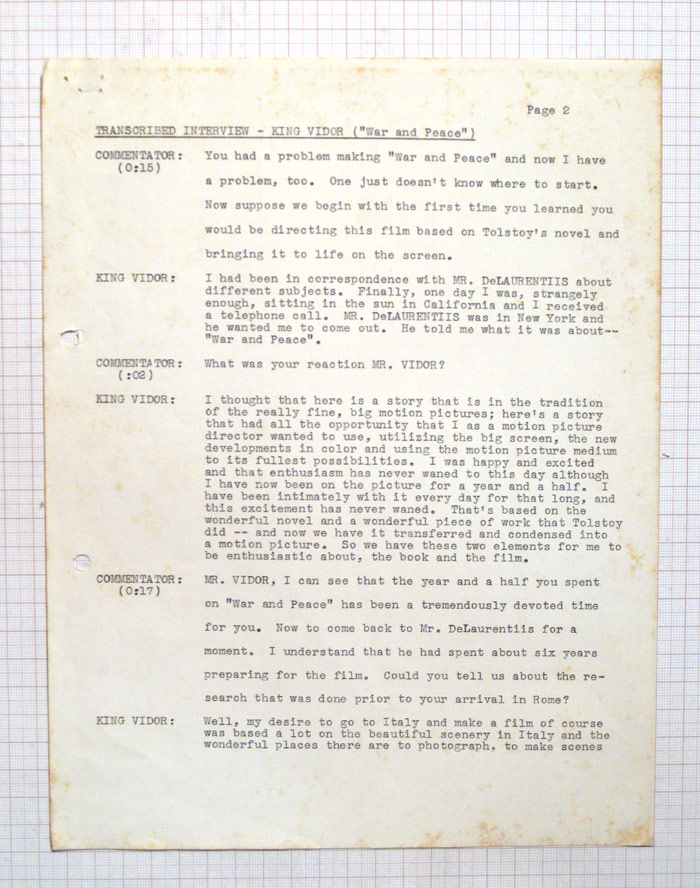 Page 2
TRANSCRIBED INTERVIEW - KING VIDOR ("War and Peace")
COMMENTATOR: You had a problem making "War and Peace" and now I have
(0:15)
a problem, too. One just doesn't know where to start.
Now suppose we begin with the first time you learned you
would be directing this film based on Tolstoy's novel and
bringing it to life on the screen.
KING VIDOR: I had been in correspondence with MR. DeLAURENTIIS about
different subjects. Finally, one day I was, strangely
enough, sitting in the sun in California and I received
a telephone call. MR. DeLAURENTIIS was in New York and
he wanted me to come out. He told me what it was about--
"War and Peace".
COMMENTATOR: What was your reaction MR. VIDOR?
(:02)
KING VIDOR: I thought that here is a story that is in the tradition
of the really fine, big motion pictures; here's a story
that had all the opportunity that I as a motion picture
director wanted to use, utilizing the big screen, the new
developments in color and using the motion picture medium
to its fullest possibilities. I was happy and excited
and that enthusiasm has never waned to this day although
I have now been on the picture for a year and a half. I
have been intimately with it every day for that long, and
this excitement has never waned. That's based on the
wonderful novel and a wonderful piece of work that Tolstoy
did -- and now we have it transferred and condensed into
a motion picture. So we have these two elements for me to
be enthusiastic about, the book and the film.
COMMENTATOR: MR. VIDOR, I can see that the year and a half you spent
(0:17)
on "War and Peace" has been a tremendously devoted time
for you. Now to come back to Mr. DeLaurentiis for a
moment. I understand that he had spent about six years
preparing for the film. Could you tell us about the re-
search that was done prior to your arrival in Rome?
KING VIDOR: Well, my desire to go to Italy and make a film of course
was based a lot on the beautiful scenery in Italy and the
wonderful places there are to photograph, to make scenes